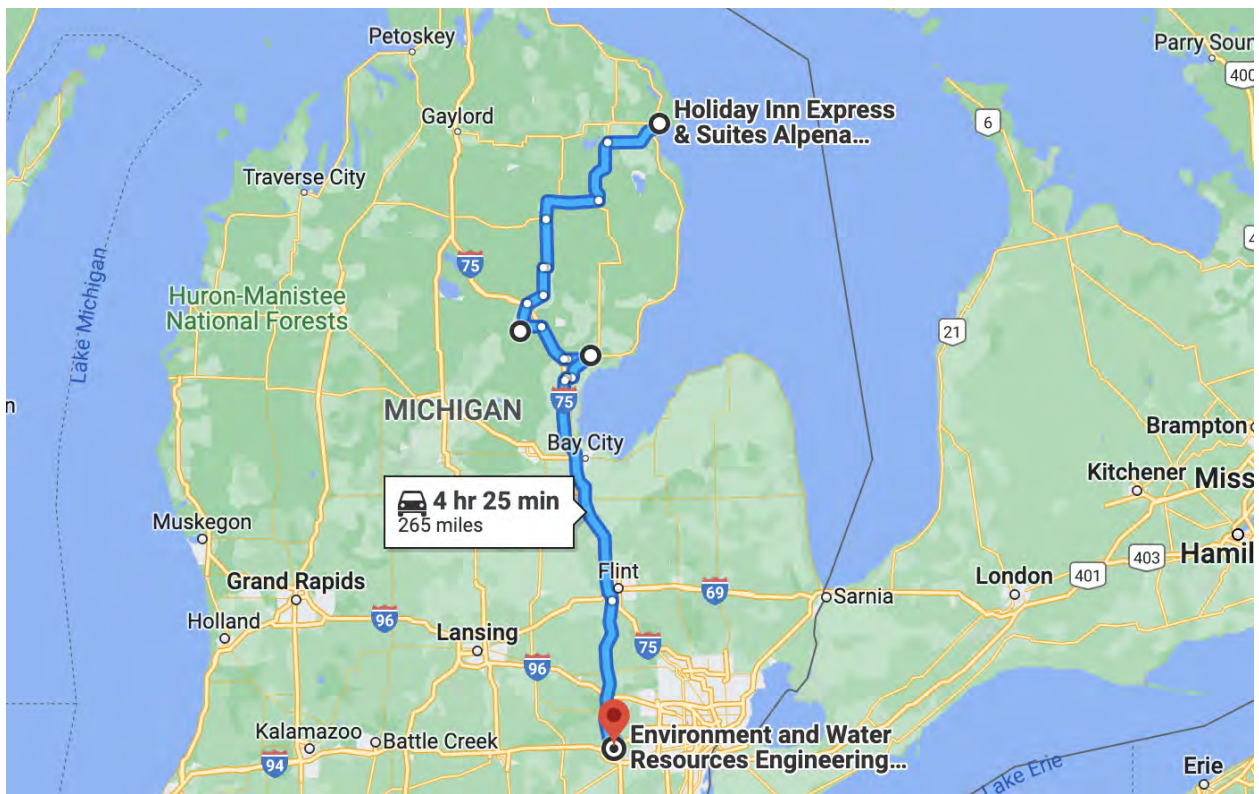 Petoskey
Parry Soun
400
Gaylord
Holiday Inn Express
& Suites Alpena...
6
Traverse City
75
Huron-Manistee
National Forests
Lake Michigan
21
MICHIGAN
75
Bay City
Brampton
Kitchener
Miss
4 hr 25 min
265 miles
Muskegon
Hamil
403
Flint
London
401
Grand Rapids
69
Sarnia
Holland
96
Lansing
75
96
Environment and Water
Resources Engineering...
Kalamazoo
Battle Creek
94
Lake Erie
Erie